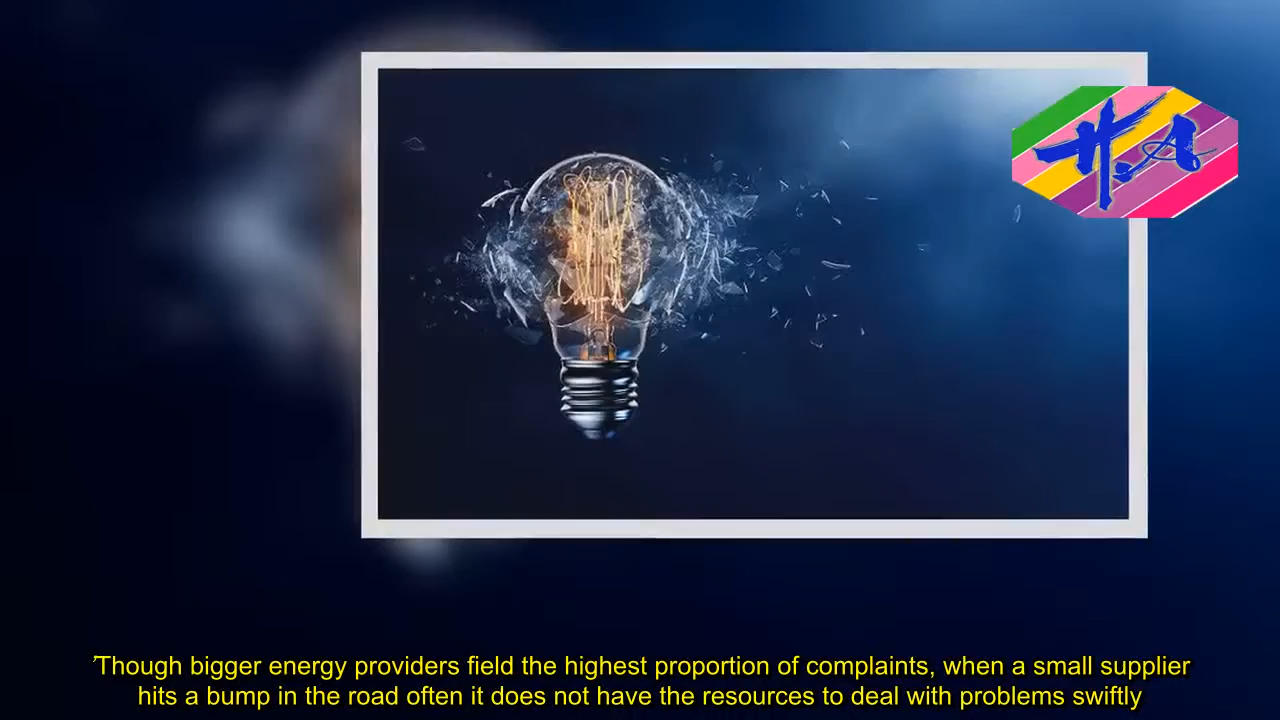 H.A
'Though bigger energy providers field the highest proportion of complaints, when a small supplier
hits a bump in the road often it does not have the resources to deal with problems swiftly